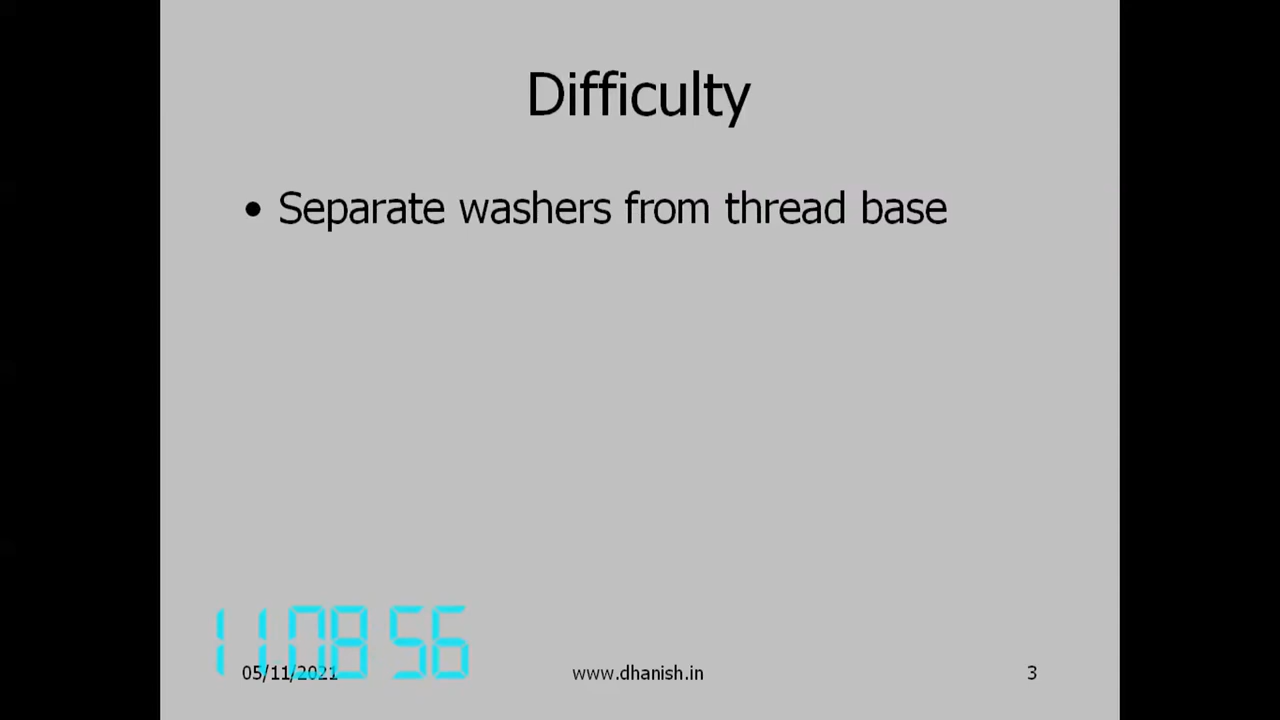 Difficulty
• Separate washers from thread base
11 08 56
05/11/2021
www.dhanish.in
3